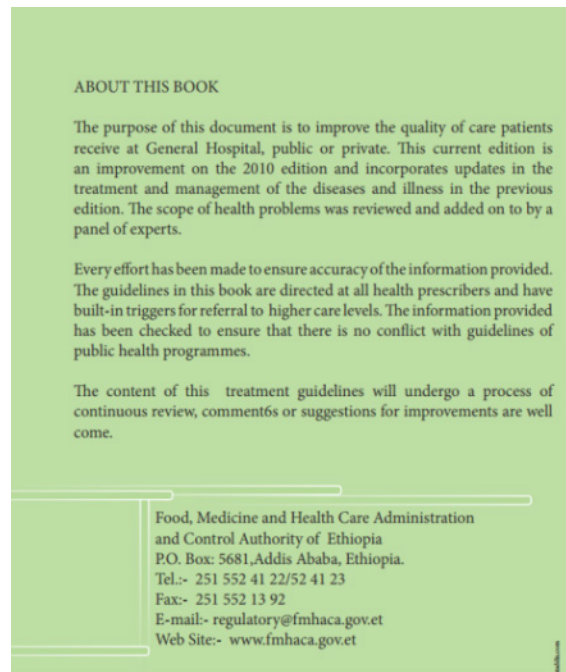 ABOUT THIS BOOK
The purpose of this document is to improve the quality of care patients
receive at General Hospital, public or private. This current edition is
an improvement on the 2010 edition and incorporates updates in the
treatment and management of the diseases and illness in the previous
edition. The scope of health problems was reviewed and added on to by a
panel of experts.
Every effort has been made to ensure accuracy of the information provided.
The guidelines in this book are directed at all health prescribers and have
built-in triggers for referral to higher care levels. The information provided
has been checked to ensure that there is no conflict with guidelines of
public health programmes.
The content of this treatment guidelines will undergo a process of
continuous review, comment6s or suggestions for improvements are well
come.
Food, Medicine and Health Care Administration
and Control Authority of Ethiopia
P.O. Box: 5681,Addis Ababa, Ethiopia.
Tel.:- 251 552 41 22/52 41 23
Fax:- 251 552 13 92
E-mail:- regulatory@fmhaca.gov.et
Web Site:- www.fmhaca.gov.et